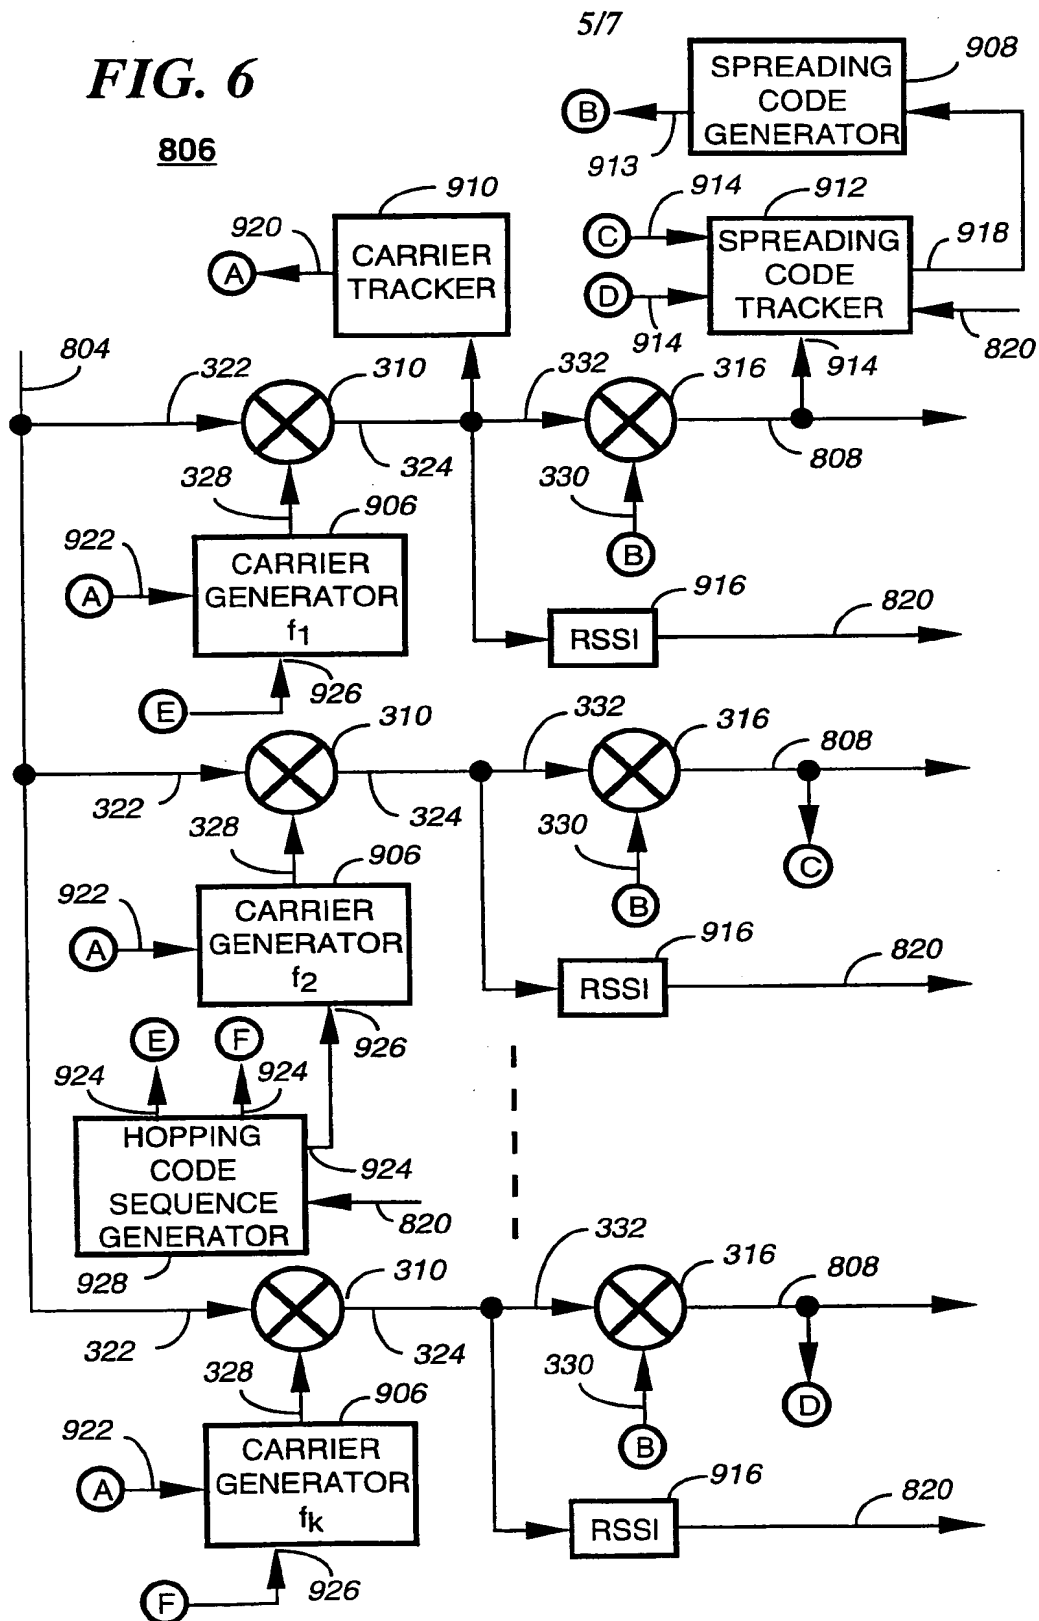 5/7
FIG. 6
806
SPREADING
CODE
GENERATOR
908
B
913
910
914
912
920
C
SPREADING
CODE
TRACKER
918
A
CARRIER
TRACKER
D
914
820
804
322
310
332
316
914
324
808
328
906
330
922
B
A
CARRIER
GENERATOR
f1
916
820
RSSI
926
E
310
332
316
808
322
324
328
906
330
C
922
B
A
CARRIER
GENERATOR
f2
916
820
RSSI
926
E
F
924
924
HOPPING
CODE
SEQUENCE
GENERATOR
924
820
928
310
332
316
808
322
324
328
906
330
D
922
B
A
CARRIER
GENERATOR
fk
916
820
RSSI
926
F